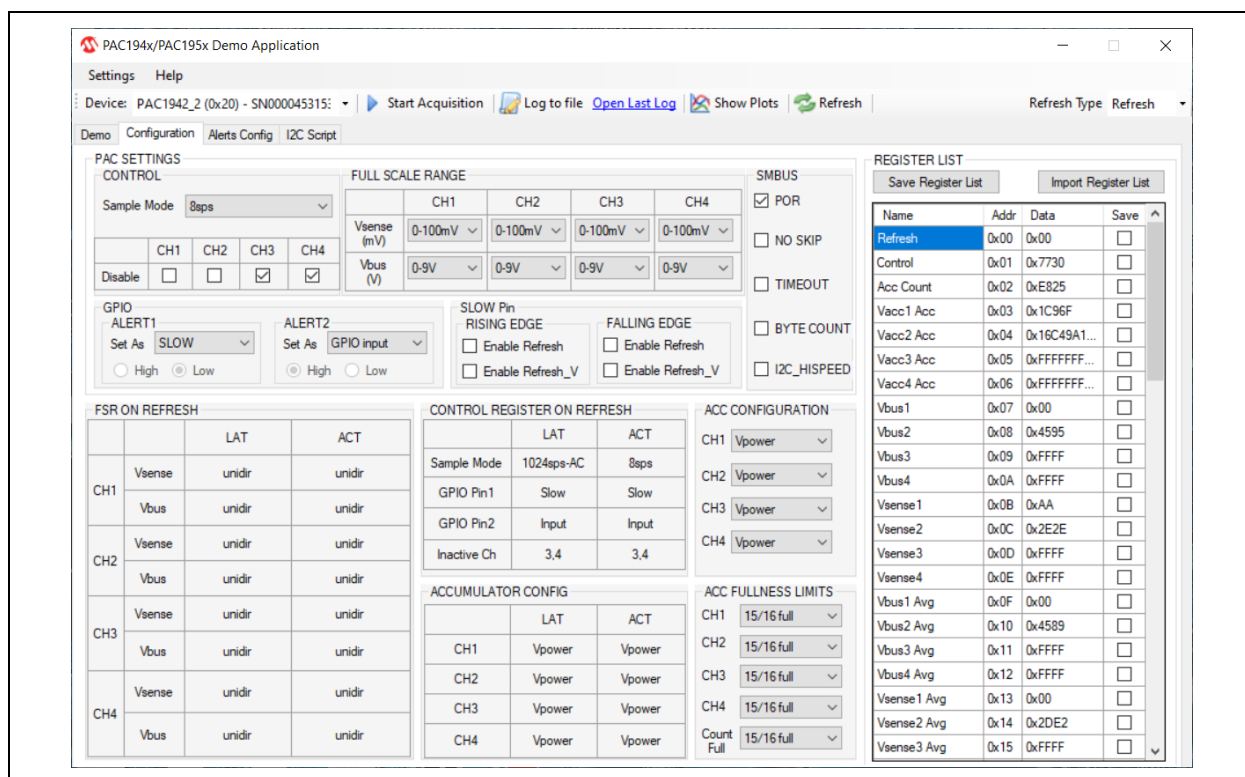 PAC194x/PAC195x Demo Application
Settings Help
Device: PAC1942_2 (0x20) - SN000045315: Start Acquisition Log to file Open Last Log Show Plots Refresh Refresh Type Refresh
Demo Configuration Alerts Config I2C Script
PAC SETTINGS
CONTROL
Sample Mode 8sps
CH1 CH2 CH3 CH4
Disable
FULL SCALE RANGE
CH1 CH2 CH3 CH4
Vsense (mV) 0-100mV 0-100mV 0-100mV 0-100mV
Vbus (V) 0-9V 0-9V 0-9V 0-9V
SMBUS
POR
NO SKIP
TIMEOUT
BYTE COUNT
I2C_HISPEED
GPIO
ALERT1
Set As SLOW
High Low
ALERT2
Set As GPIO input
High Low
SLOW Pin
RISING EDGE
Enable Refresh
Enable Refresh_V
FALLING EDGE
Enable Refresh
Enable Refresh_V
FSR ON REFRESH
LAT ACT
CH1 Vsense unidir unidir
Vbus unidir unidir
CH2 Vsense unidir unidir
Vbus unidir unidir
CH3 Vsense unidir unidir
Vbus unidir unidir
CH4 Vsense unidir unidir
Vbus unidir unidir
CONTROL REGISTER ON REFRESH
LAT ACT
Sample Mode 1024sps-AC 8sps
GPIO Pin1 Slow Slow
GPIO Pin2 Input Input
Inactive Ch 3,4 3,4
ACCUMULATOR CONFIG
LAT ACT
CH1 Vpower Vpower
CH2 Vpower Vpower
CH3 Vpower Vpower
CH4 Vpower Vpower
ACC CONFIGURATION
CH1 Vpower
CH2 Vpower
CH3 Vpower
CH4 Vpower
ACC FULLNESS LIMITS
CH1 15/16 full
CH2 15/16 full
CH3 15/16 full
CH4 15/16 full
Count Full 15/16 full
REGISTER LIST
Save Register List Import Register List
Name Addr Data Save
Refresh 0x00 0x00
Control 0x01 0x7730
Acc Count 0x02 0xE825
Vacc1 Acc 0x03 0x1C96F
Vacc2 Acc 0x04 0x16C49A1...
Vacc3 Acc 0x05 0xFFFFFFF...
Vacc4 Acc 0x06 0xFFFFFFF...
Vbus1 0x07 0x00
Vbus2 0x08 0x4595
Vbus3 0x09 0xFFFF
Vbus4 0x0A 0xFFFF
Vsense1 0x0B 0xAA
Vsense2 0x0C 0x2E2E
Vsense3 0x0D 0xFFFF
Vsense4 0x0E 0xFFFF
Vbus1 Avg 0x0F 0x00
Vbus2 Avg 0x10 0x4589
Vbus3 Avg 0x11 0xFFFF
Vbus4 Avg 0x12 0xFFFF
Vsense1 Avg 0x13 0x00
Vsense2 Avg 0x14 0x2DE2
Vsense3 Avg 0x15 0xFFFF